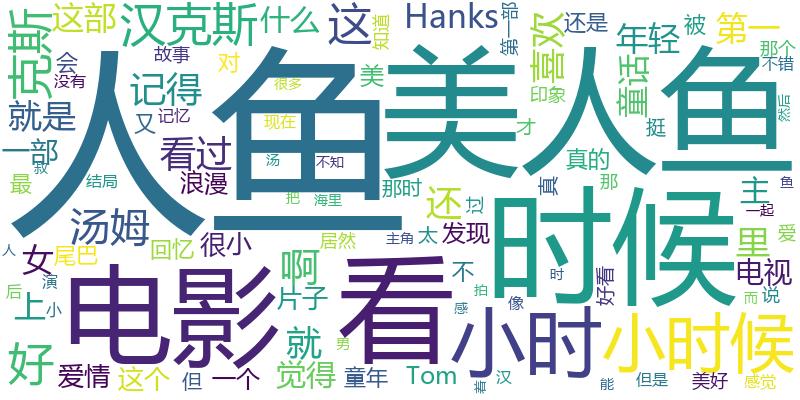 这部
汉克斯
什么
这
Hanks
第一部
喜欢
还是
年轻
被
第一
那个
克斯
故事
知道
会
没有
记得
对
美
很多
印象
童话
不错
就是
又
记忆
人鱼
现在
美人鱼
才
挺
然后
一部
看过
汤
不知
真的
叔
最
结局
浪漫
把
海里
那时
还
过
真
那
主
鱼
一起
汤姆
很小
回忆
居然
主角
太
发现
时候
里
爱
人
女
尾巴
啊
电影
看
不
时
好看
电视
后
上
演
小
片子
就
男
感
拍
像
小时
小时候
而
说
好
爱情
这个
但
一个
觉得
童年
Tom
着
汉
能
但是
美好
感觉